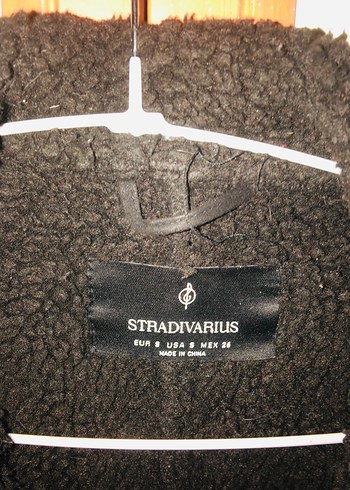 STRADIVARIUS
EUR S USA S MEX 26
MADE IN CHINA